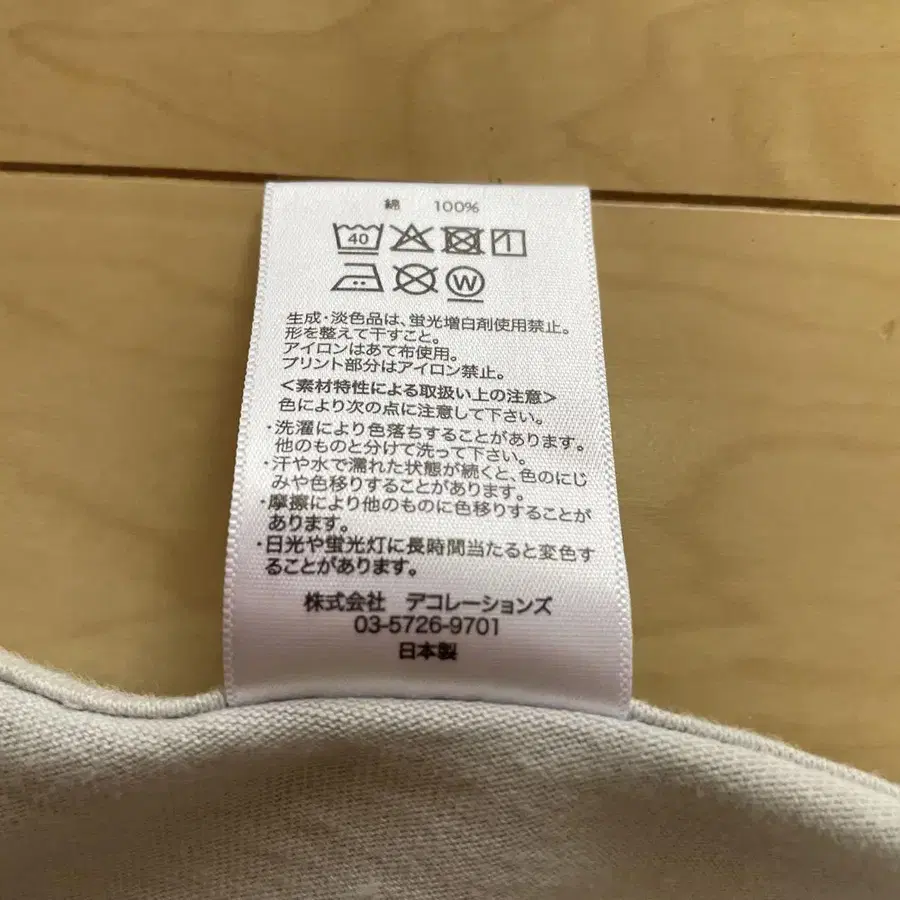 綿 100%
40
W
生成・淡色品は、蛍光増白剤使用禁止。
形を整えて干すこと。
アイロンはあて布使用。
プリント部分はアイロン禁止。
<素材特性による取扱い上の注意>
色により次の点に注意して下さい。
・洗濯により色落ちすることがあります。
他のものと分けて洗って下さい。
・汗や水で濡れた状態が続くと、色のにじ
みや色移りすることがあります。
・摩擦により他のものに色移りすることが
あります。
・日光や蛍光灯に長時間当たると変色す
ることがあります。
株式会社 デコレーションズ
03-5726-9701
日本製